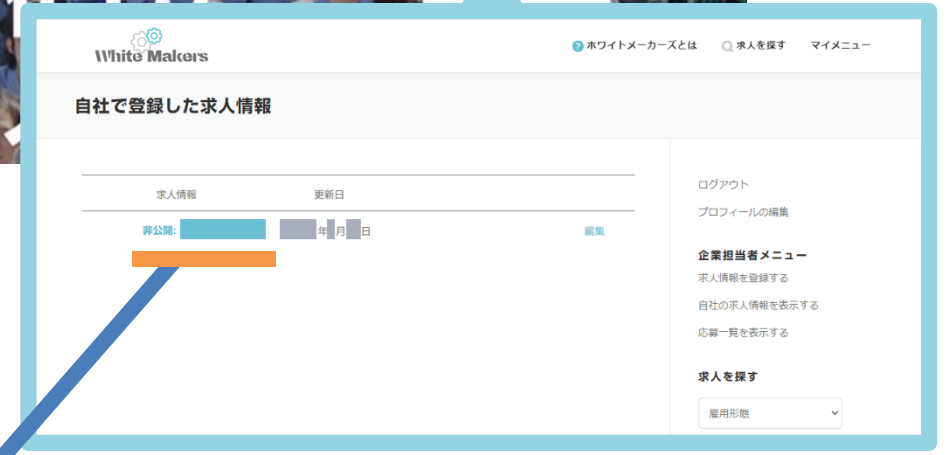 White Makers
? ホワイトメーカーズとは 求人を探す マイメニュー
自社で登録した求人情報
求人情報 更新日
非公開: 年 月 日 編集
ログアウト
プロフィールの編集
企業担当者メニュー
求人情報を登録する
自社の求人情報を表示する
応募一覧を表示する
求人を探す
雇用形態